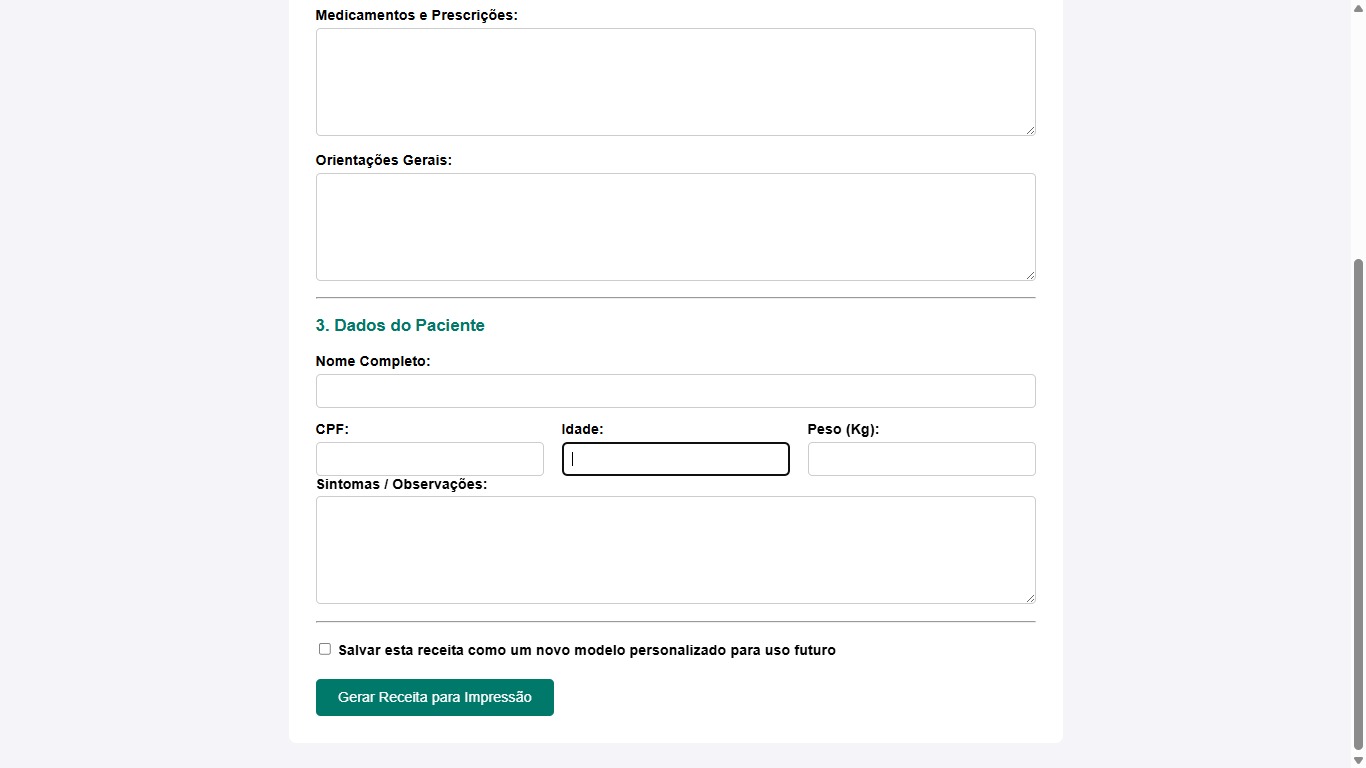 Medicamentos e Prescrições:
Orientações Gerais:
3. Dados do Paciente
Nome Completo:
CPF: Idade: Peso (Kg):
Sintomas / Observações:
Salvar esta receita como um novo modelo personalizado para uso futuro
Gerar Receita para Impressão